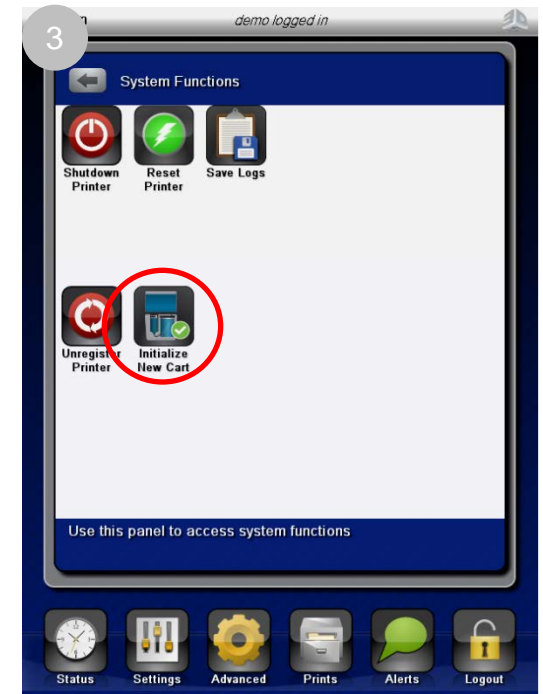 3
demo logged in
System Functions
Shutdown Printer
Reset Printer
Save Logs
Unregister Printer
Initialize New Cart
Use this panel to access system functions
Status
Settings
Advanced
Prints
Alerts
Logout